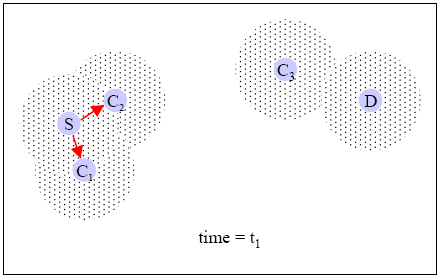 C₃
C₂
D
S
C₁
time = t₁